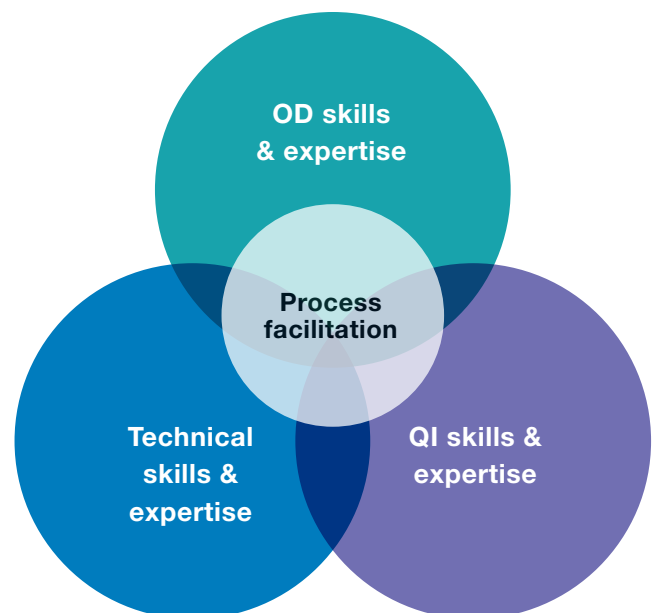 OD skills
& expertise
Process
facilitation
Technical
skills &
expertise
QI skills &
expertise